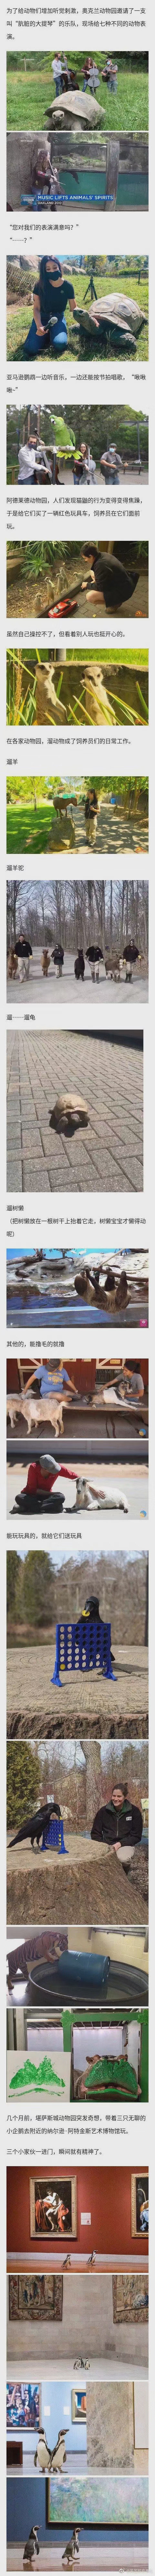 为了给动物们增加听觉刺激，奥克兰动物园邀请了一支
叫“肮脏的大提琴”的乐队，现场给七种不同的动物表
演。
MUSIC LIFTS ANIMALS' SPIRITS
“您对我们的表演满意吗？”
“……？”
亚马逊鹦鹉一边听音乐，一边还能按节拍唱歌，“啾啾
啾~”
阿德莱德动物园，人们发现猫鼬的行为变得变得焦躁，
于是给它们买了一辆红色玩具车，饲养员在它们面前
玩。
虽然自己操控不了，但看着别人玩也挺开心的。
在各家动物园，溜动物成了饲养员们的日常工作。
遛羊
遛羊驼
遛……遛龟
遛树懒
（把树懒放在一根树干上抬着它走，树懒宝宝才懒得动
呢）
其他的，能撸毛的就撸
能玩玩具的，就给它们送玩具
几个月前，堪萨斯城动物园突发奇想，带着三只无聊的
小企鹅去附近的纳尔逊·阿特金斯艺术博物馆玩。
三个小家伙一进门，瞬间就有精神了。